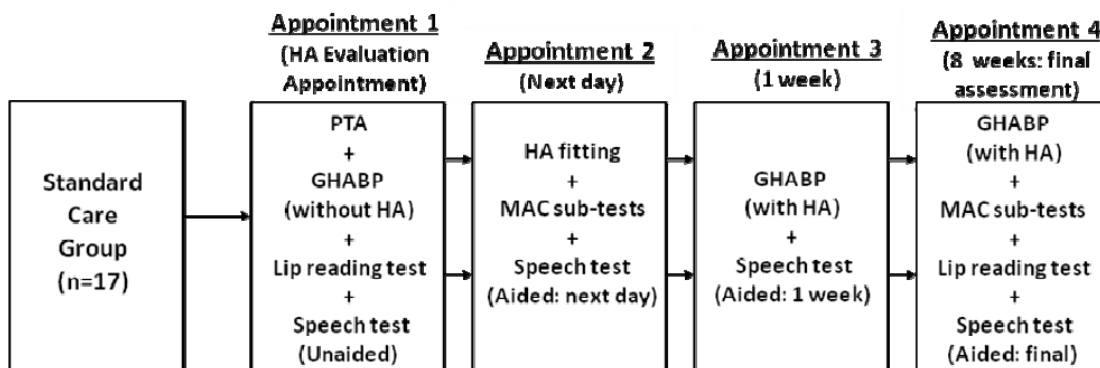 Standard
Care
Group
(n=17)
Appointment 1
(HA Evaluation
Appointment)
PTA
+
GHABP
(without HA)
+
Lip reading test
+
Speech test
(Unaided)
Appointment 2
(Next day)
HA fitting
+
MAC sub-tests
+
Speech test
(Aided: next day)
Appointment 3
(1 week)
GHABP
(with HA)
+
Speech test
(Aided: 1 week)
Appointment 4
(8 weeks: final
assessment)
GHABP
(with HA)
+
MAC sub-tests
+
Lip reading test
+
Speech test
(Aided: final)